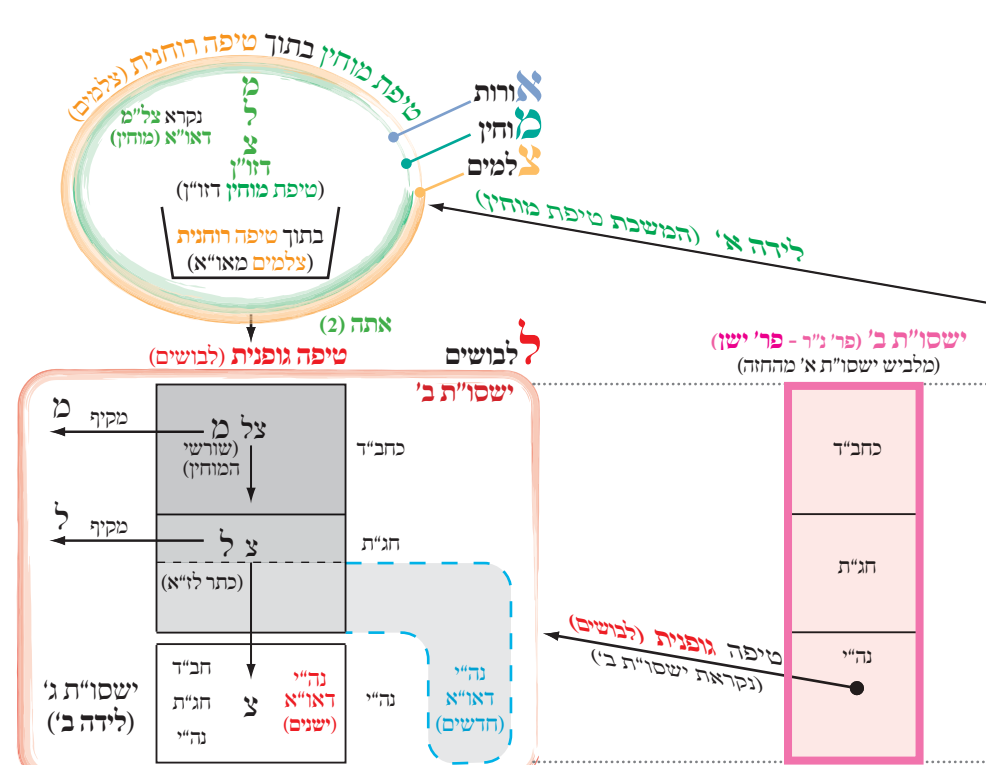 טיפת מוחין בתוך טיפה רוחנית (צלמים)
אורות
מוחין
צלמים
מ
ל
צ
נקרא צל"מ
דאו"א (מוחין)
דזו"ן
(טיפת מוחין דזו"ן)
בתוך טיפה רוחנית
(צלמים מאו"א)
לידה א' (המשכת טיפת מוחין)
אתה (2)
טיפה גופנית (לבושים)
ל לבושים
ישסו"ת ב'
ישסו"ת ב' (פר' נ"ר - פר' ישן)
(מלביש ישסו"ת א' מהחזה)
כחב"ד
חג"ת
נה"י
טיפה גופנית (לבושים)
(נקראת ישסו"ת ב')
כחב"ד
צל מ
(שורשי
המוחין)
מקיף
מ
חג"ת
צ ל
מקיף
ל
(כתר לז"א)
נה"י
דאו"א
(חדשים)
נה"י
נה"י
דאו"א
(ישנים)
צ
חב"ד
חג"ת
נה"י
ישסו"ת ג'
(לידה ב')